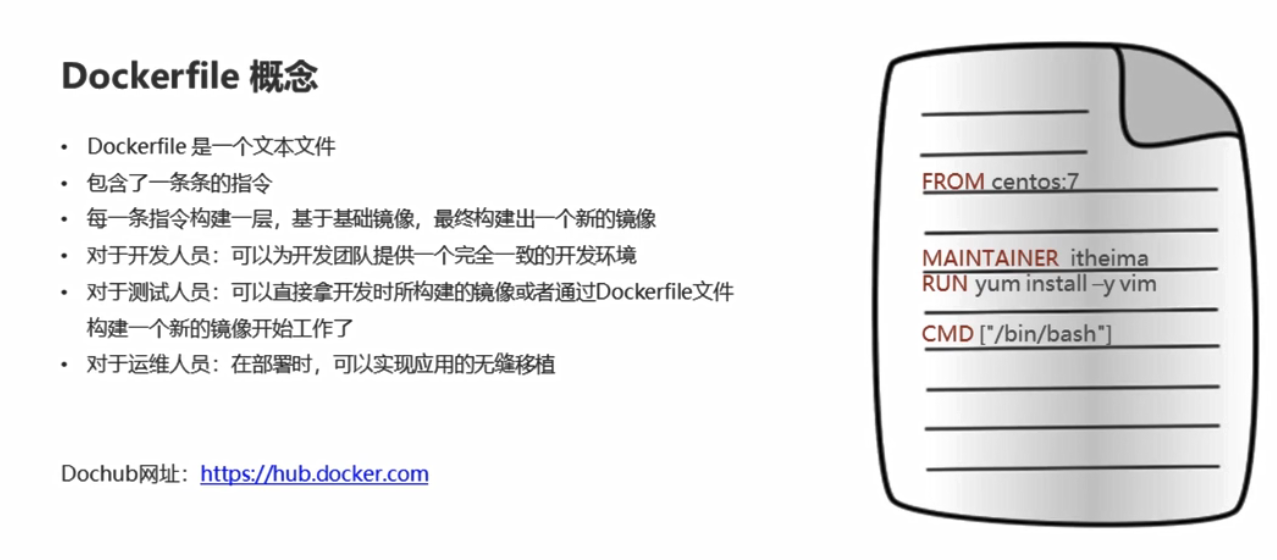 Dockerfile 概念
• Dockerfile 是一个文本文件
• 包含了一条条的指令
• 每一条指令构建一层，基于基础镜像，最终构建出一个新的镜像
• 对于开发人员：可以为开发团队提供一个完全一致的开发环境
• 对于测试人员：可以直接拿开发时所构建的镜像或者通过Dockerfile文件
构建一个新的镜像开始工作了
• 对于运维人员：在部署时，可以实现应用的无缝移植
Dochub网址：https://hub.docker.com
FROM centos:7
MAINTAINER itheima
RUN yum install –y vim
CMD ["/bin/bash"]